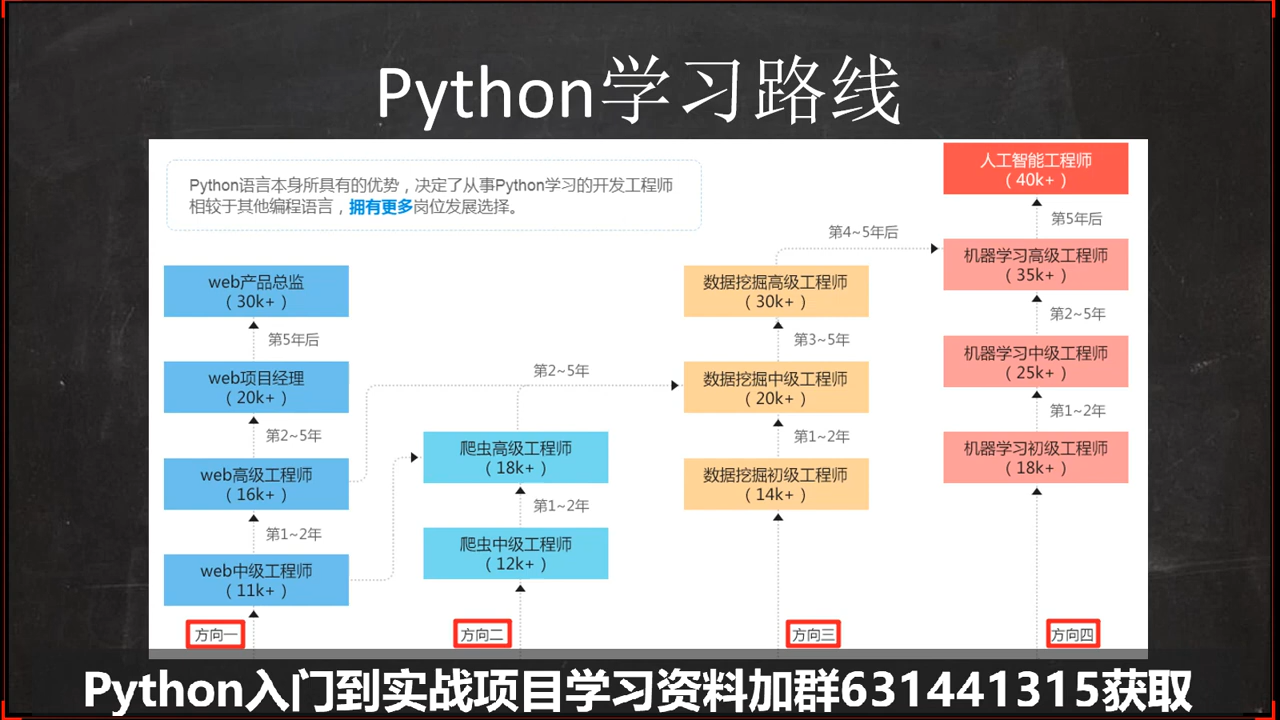 Python学习路线
Python语言本身所具有的优势，决定了从事Python学习的开发工程师
相较于其他编程语言，拥有更多岗位发展选择。
web产品总监
（30k+）
第5年后
web项目经理
（20k+）
第2~5年
web高级工程师
（16k+）
第1~2年
web中级工程师
（11k+）
方向一
爬虫高级工程师
（18k+）
第1~2年
爬虫中级工程师
（12k+）
方向二
第2~5年
数据挖掘高级工程师
（30k+）
第3~5年
数据挖掘中级工程师
（20k+）
第1~2年
数据挖掘初级工程师
（14k+）
方向三
第4~5年后
人工智能工程师
（40k+）
第5年后
机器学习高级工程师
（35k+）
第2~5年
机器学习中级工程师
（25k+）
第1~2年
机器学习初级工程师
（18k+）
方向四
Python入门到实战项目学习资料加群631441315获取